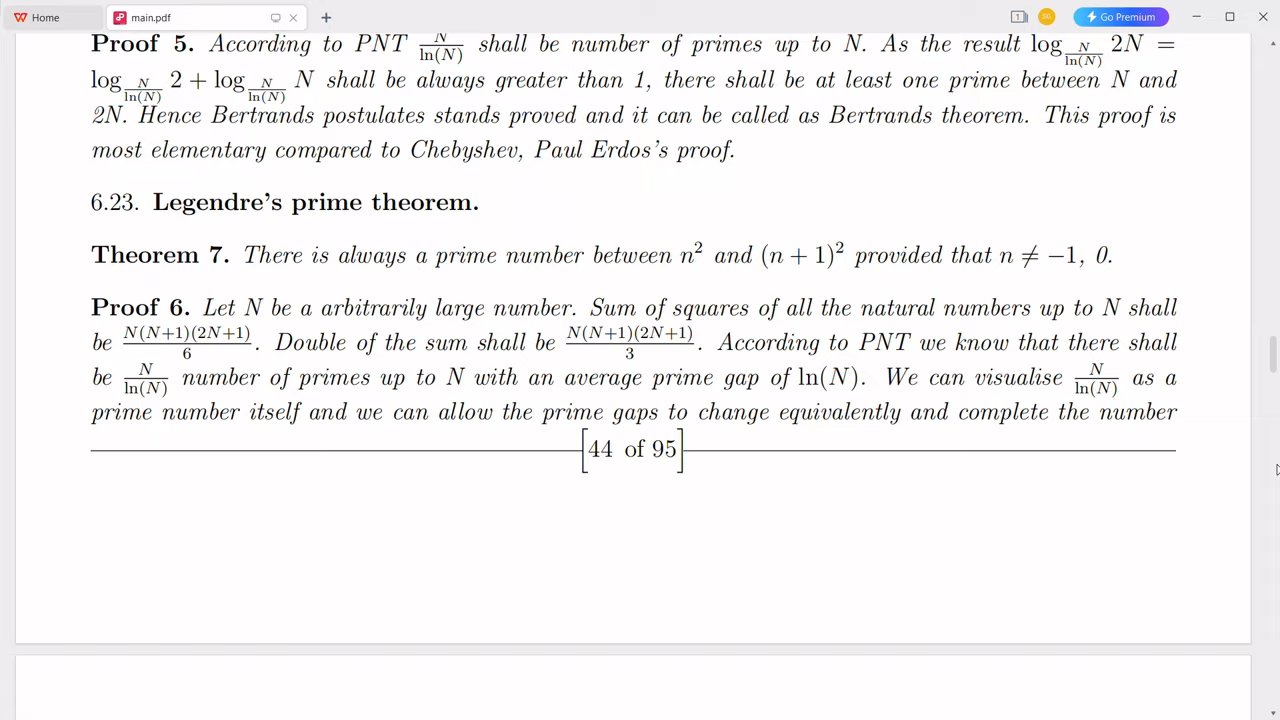 Home
main.pdf
1
SG
Go Premium
Proof 5. According to PNT N/ln(N) shall be number of primes up to N. As the result log_{N/ln(N)} 2N =
log_{N/ln(N)} 2 + log_{N/ln(N)} N shall be always greater than 1, there shall be at least one prime between N and
2N. Hence Bertrands postulates stands proved and it can be called as Bertrands theorem. This proof is
most elementary compared to Chebyshev, Paul Erdos's proof.
6.23. Legendre's prime theorem.
Theorem 7. There is always a prime number between n² and (n + 1)² provided that n ≠ −1, 0.
Proof 6. Let N be a arbitrarily large number. Sum of squares of all the natural numbers up to N shall
be N(N+1)(2N+1)/6. Double of the sum shall be N(N+1)(2N+1)/3. According to PNT we know that there shall
be N/ln(N) number of primes up to N with an average prime gap of ln(N). We can visualise N/ln(N) as a
prime number itself and we can allow the prime gaps to change equivalently and complete the number
[44 of 95]